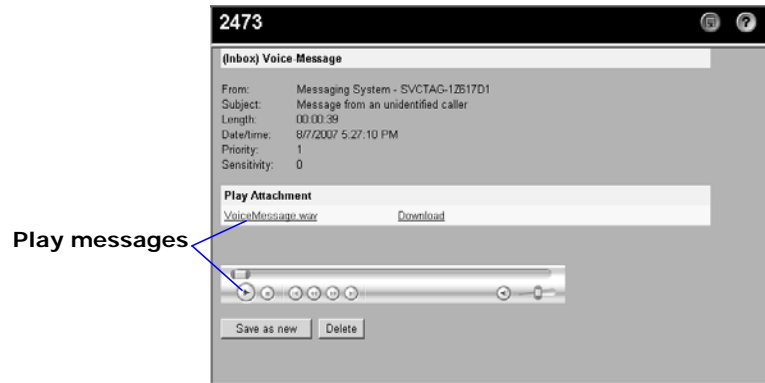 2473
(Inbox) Voice Message
From: Messaging System - SVCTAG-1Z617D1
Subject: Message from an unidentified caller
Length: 00:00:39
Date/time: 8/7/2007 5:27:10 PM
Priority: 1
Sensitivity: 0
Play Attachment
VoiceMessage.wav Download
Play messages
Save as new Delete